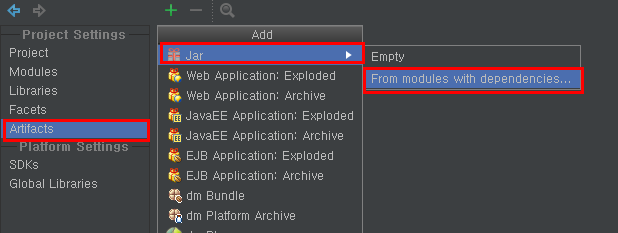 Project Settings
Project
Modules
Libraries
Facets
Artifacts
Platform Settings
SDKs
Global Libraries
Add
Jar
Web Application: Exploded
Web Application: Archive
JavaEE Application: Exploded
JavaEE Application: Archive
EJB Application: Exploded
EJB Application: Archive
dm Bundle
dm Platform Archive
Empty
From modules with dependencies...